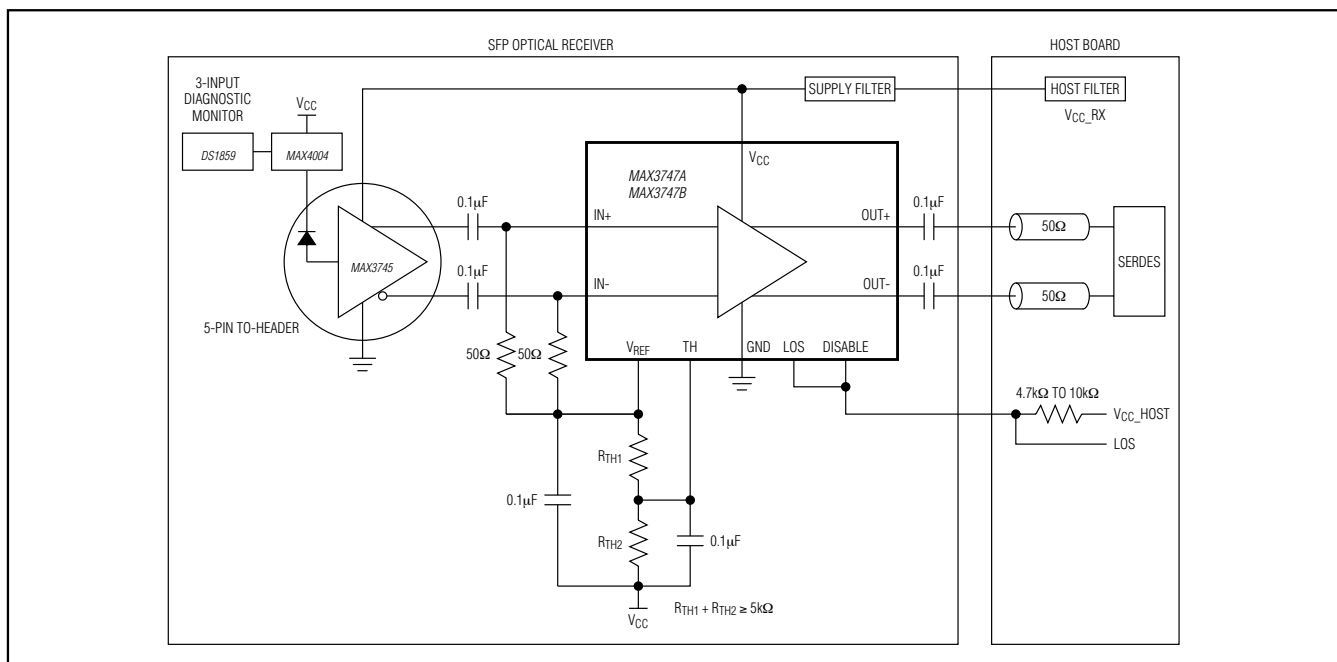 SFP OPTICAL RECEIVER
HOST BOARD
3-INPUT
DIAGNOSTIC
MONITOR
VCC
SUPPLY FILTER
HOST FILTER
VCC_RX
DS1859
MAX4004
VCC
MAX3747A
MAX3747B
0.1µF
IN+
OUT+
0.1µF
50Ω
MAX3745
0.1µF
IN-
OUT-
0.1µF
50Ω
SERDES
5-PIN TO-HEADER
50Ω
50Ω
VREF
TH
GND
LOS
DISABLE
4.7kΩ TO 10kΩ
VCC_HOST
LOS
RTH1
0.1µF
RTH2
0.1µF
VCC
RTH1 + RTH2 ≥ 5kΩ